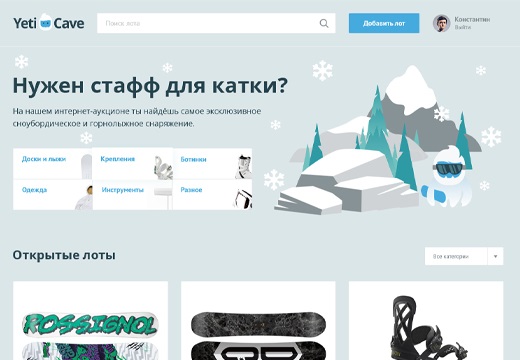 Yeti Cave
Поиск лота
Добавить лот
Константин
Выйти
Нужен стафф для катки?
На нашем интернет-аукционе ты найдёшь самое эксклюзивное
сноубордическое и горнолыжное снаряжение.
Доски и лыжи
Крепления
Ботинки
Одежда
Инструменты
Разное
Открытые лоты
Все категории
ROSSIGNOL